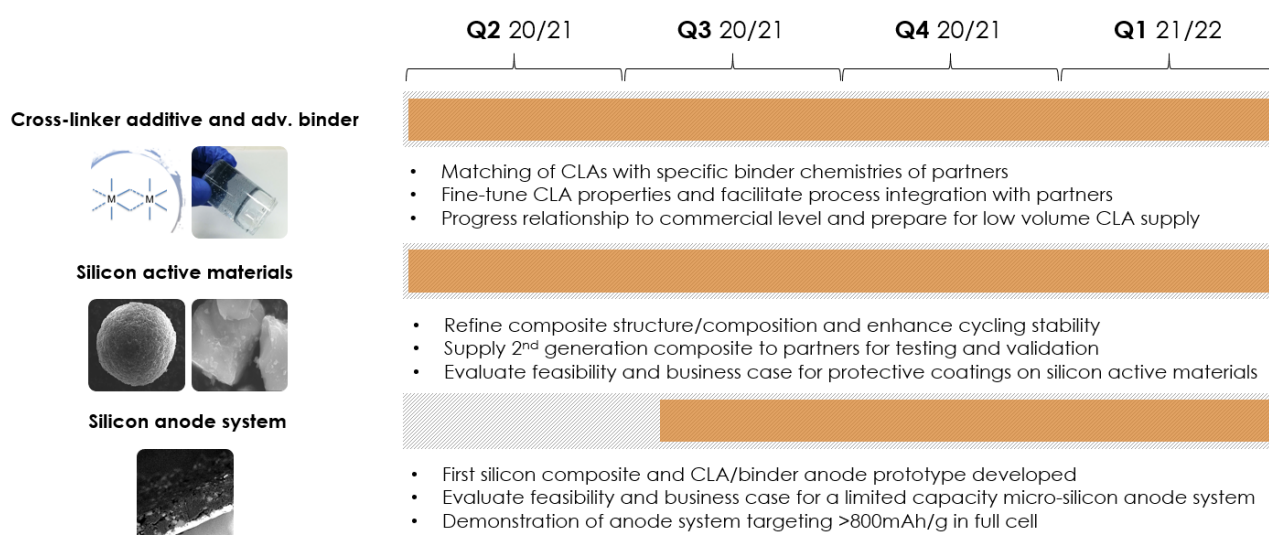 Q2 20/21 Q3 20/21 Q4 20/21 Q1 21/22
Cross-linker additive and adv. binder
M M
• Matching of CLAs with specific binder chemistries of partners
• Fine-tune CLA properties and facilitate process integration with partners
• Progress relationship to commercial level and prepare for low volume CLA supply
Silicon active materials
• Refine composite structure/composition and enhance cycling stability
• Supply 2nd generation composite to partners for testing and validation
• Evaluate feasibility and business case for protective coatings on silicon active materials
Silicon anode system
• First silicon composite and CLA/binder anode prototype developed
• Evaluate feasibility and business case for a limited capacity micro-silicon anode system
• Demonstration of anode system targeting >800mAh/g in full cell